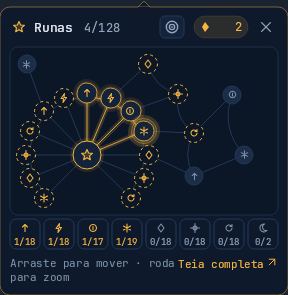 Runas 4/128 2
1/18 1/18 1/17 1/19 0/18 0/18 0/18 0/2
Arraste para mover · roda Teia completa
para zoom